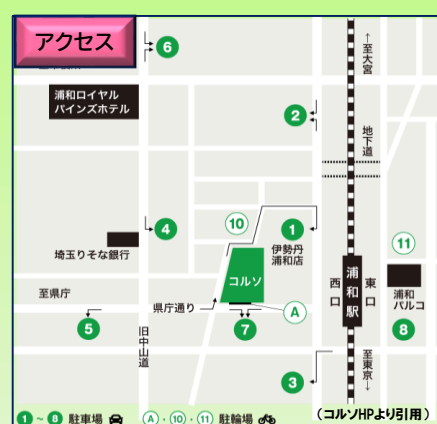 アクセス
6
↑至大宮
浦和ロイヤル
パインズホテル
2
地下道
4
10
1
伊勢丹
浦和店
11
埼玉りそな銀行
コルソ
西口
浦和駅
東口
浦和
パルコ
至県庁
県庁通り
A
5
旧中山道
7
8
3
至東京↓
(コルソHPより引用)
1 ~ 8 駐車場
A・10・11 駐輪場